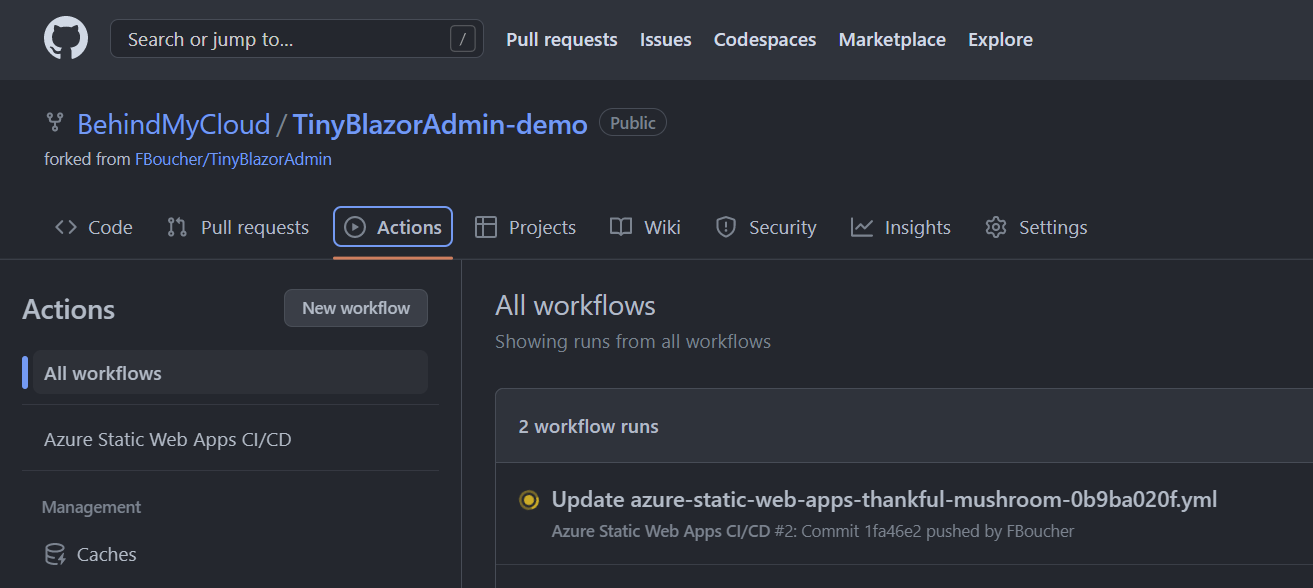 Search or jump to... / Pull requests Issues Codespaces Marketplace Explore
BehindMyCloud / TinyBlazorAdmin-demo Public
forked from FBoucher/TinyBlazorAdmin
Code Pull requests Actions Projects Wiki Security Insights Settings
Actions New workflow
All workflows
Azure Static Web Apps CI/CD
Management
Caches
All workflows
Showing runs from all workflows
2 workflow runs
Update azure-static-web-apps-thankful-mushroom-0b9ba020f.yml
Azure Static Web Apps CI/CD #2: Commit 1fa46e2 pushed by FBoucher